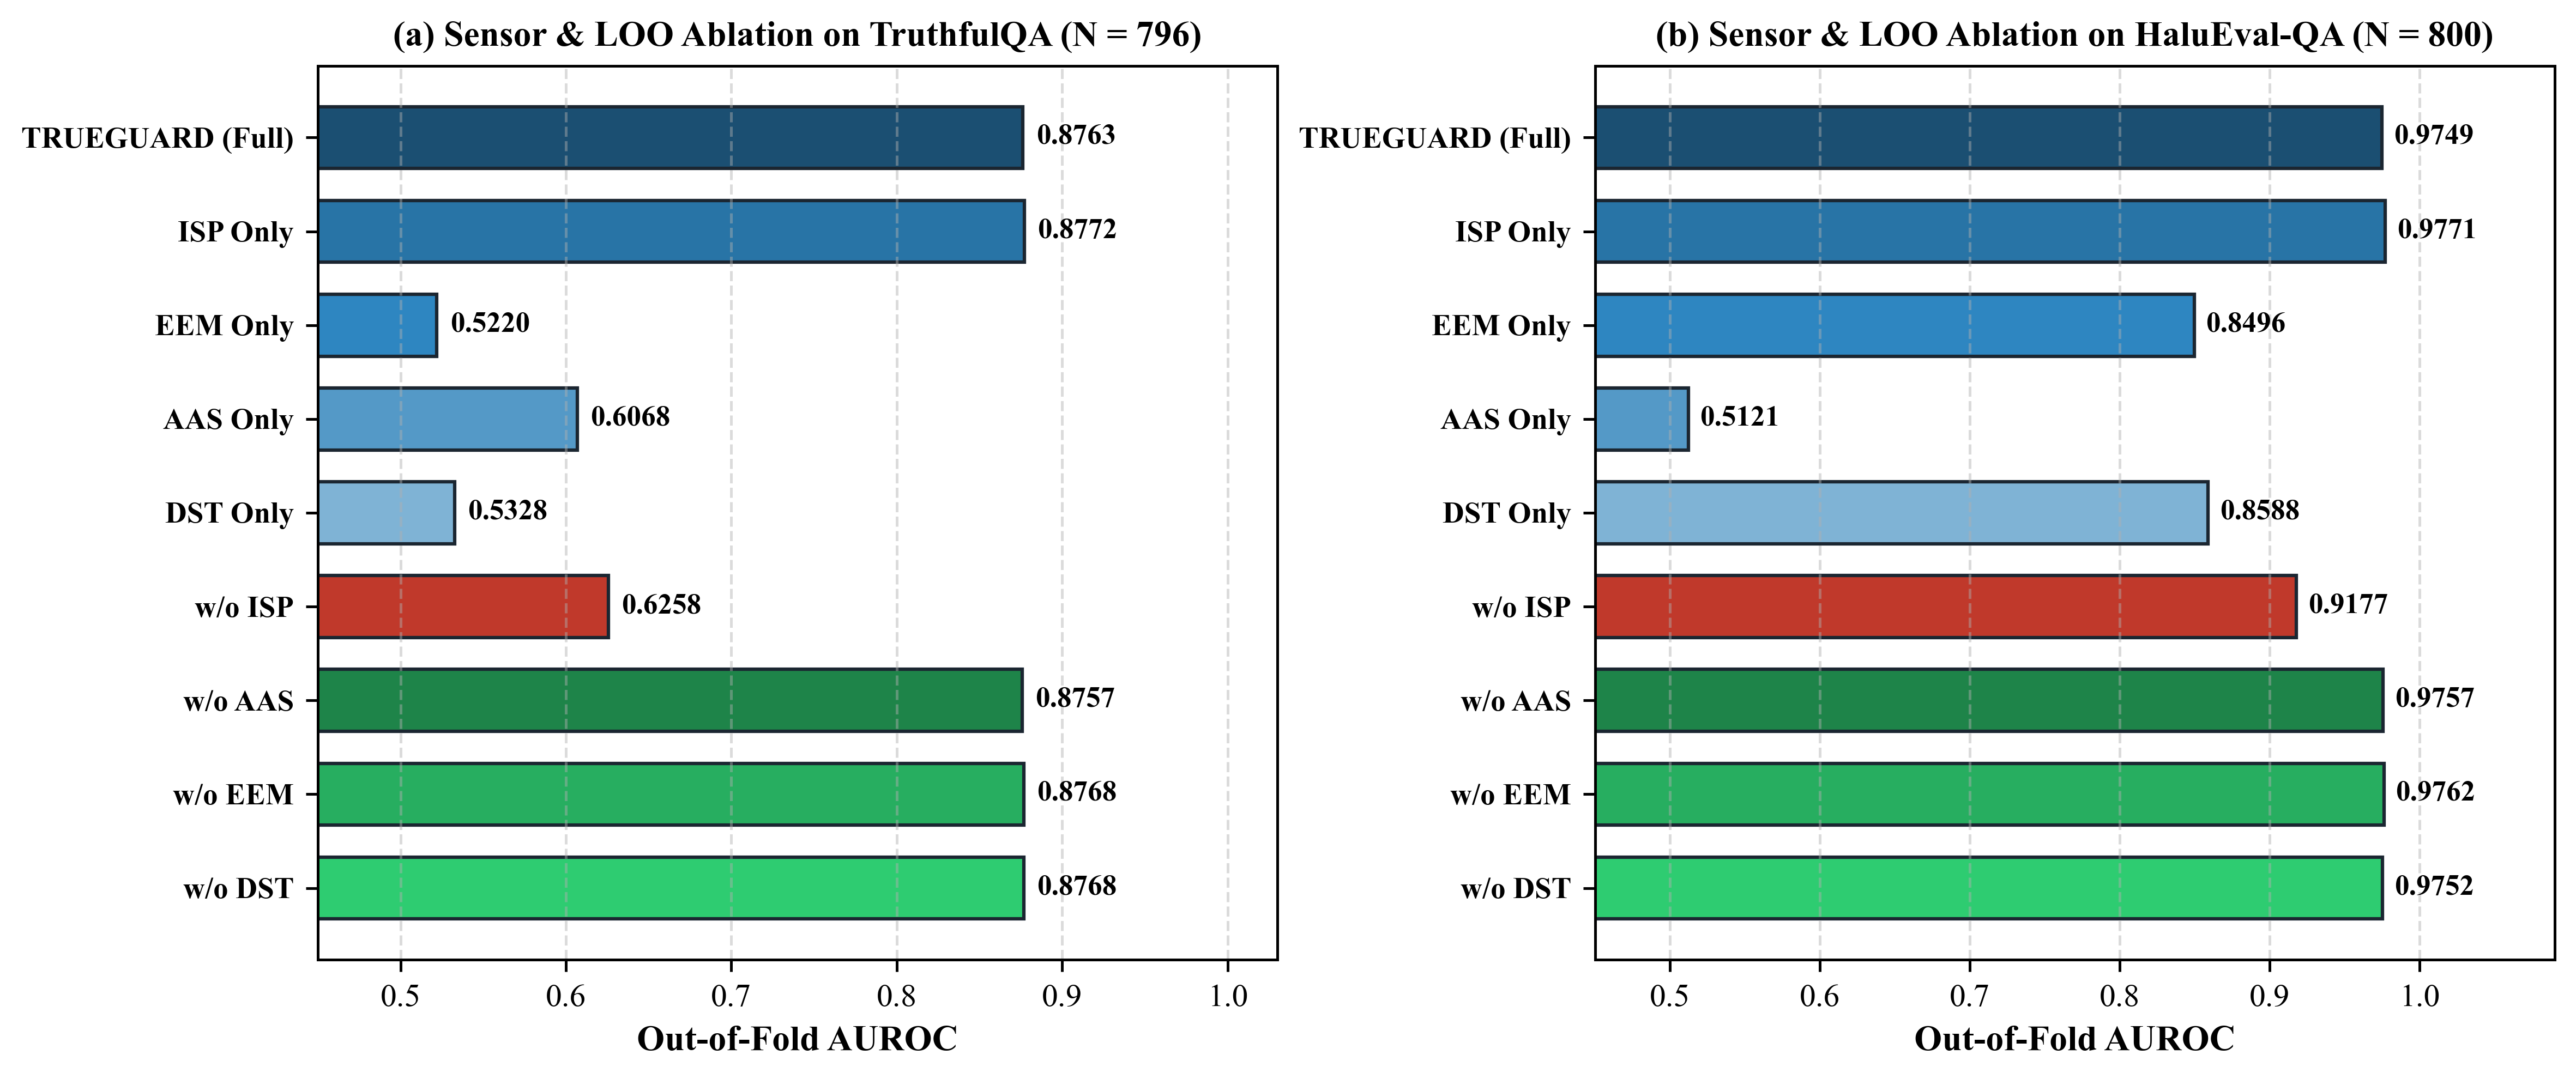 (a) Sensor & LOO Ablation on TruthfulQA (N = 796)
TRUEGUARD (Full) 0.8763
ISP Only 0.8772
EEM Only 0.5220
AAS Only 0.6068
DST Only 0.5328
w/o ISP 0.6258
w/o AAS 0.8757
w/o EEM 0.8768
w/o DST 0.8768
0.5 0.6 0.7 0.8 0.9 1.0
Out-of-Fold AUROC
(b) Sensor & LOO Ablation on HaluEval-QA (N = 800)
TRUEGUARD (Full) 0.9749
ISP Only 0.9771
EEM Only 0.8496
AAS Only 0.5121
DST Only 0.8588
w/o ISP 0.9177
w/o AAS 0.9757
w/o EEM 0.9762
w/o DST 0.9752
0.5 0.6 0.7 0.8 0.9 1.0
Out-of-Fold AUROC